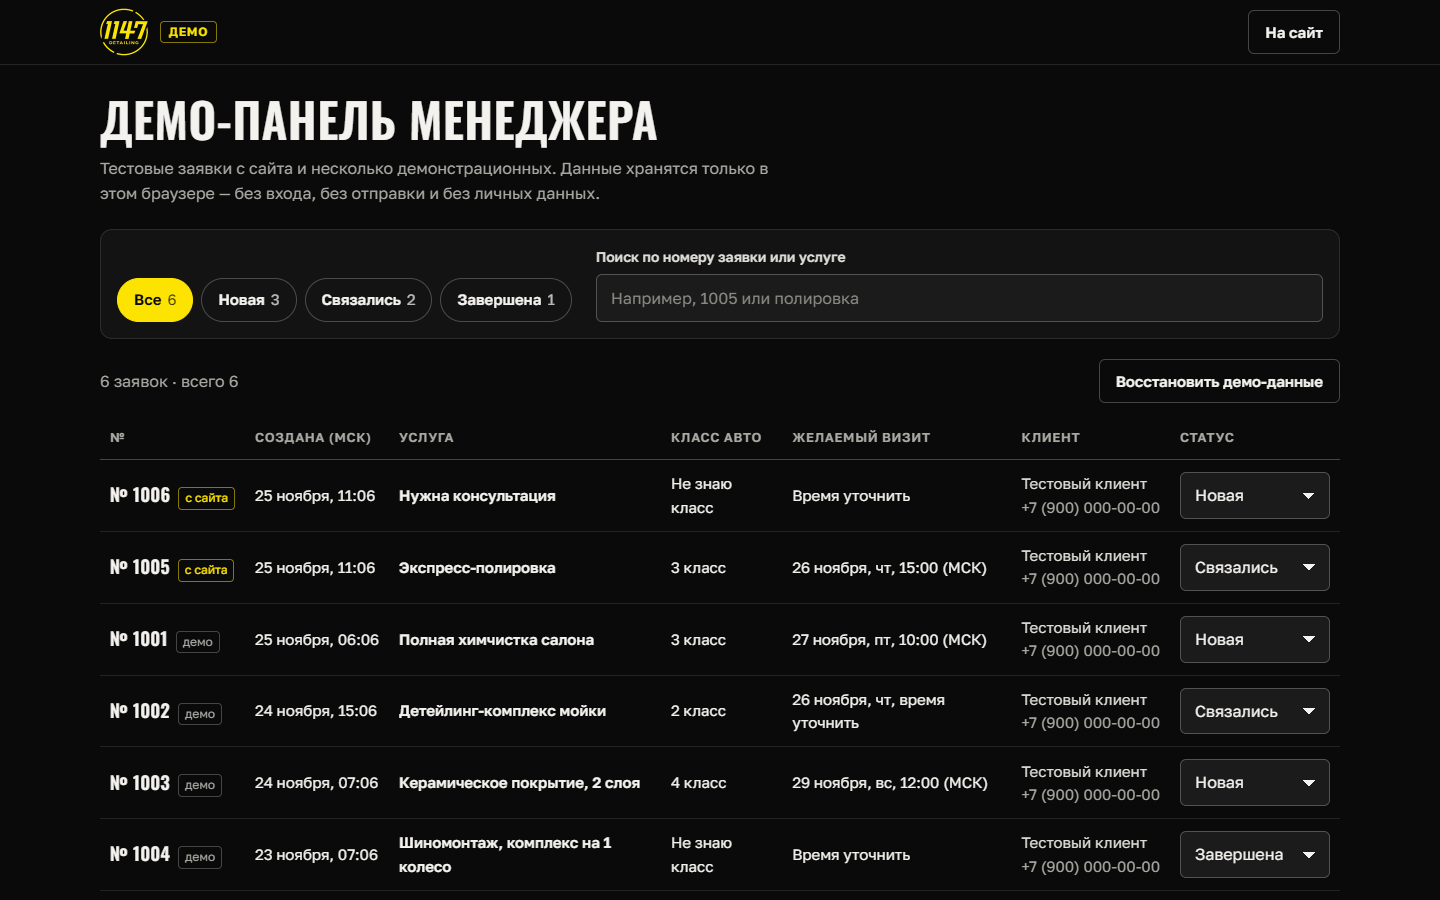 1147
DETAILING
ДЕМО
На сайт
ДЕМО-ПАНЕЛЬ МЕНЕДЖЕРА
Тестовые заявки с сайта и несколько демонстрационных. Данные хранятся только в
этом браузере — без входа, без отправки и без личных данных.
Поиск по номеру заявки или услуге
Все 6
Новая 3
Связались 2
Завершена 1
Например, 1005 или полировка
6 заявок · всего 6
Восстановить демо-данные
№ СОЗДАНА (МСК) УСЛУГА КЛАСС АВТО ЖЕЛАЕМЫЙ ВИЗИТ КЛИЕНТ СТАТУС
№ 1006 с сайта 25 ноября, 11:06 Нужна консультация Не знаю класс Время уточнить Тестовый клиент +7 (900) 000-00-00 Новая
№ 1005 с сайта 25 ноября, 11:06 Экспресс-полировка 3 класс 26 ноября, чт, 15:00 (МСК) Тестовый клиент +7 (900) 000-00-00 Связались
№ 1001 демо 25 ноября, 06:06 Полная химчистка салона 3 класс 27 ноября, пт, 10:00 (МСК) Тестовый клиент +7 (900) 000-00-00 Новая
№ 1002 демо 24 ноября, 15:06 Детейлинг-комплекс мойки 2 класс 26 ноября, чт, время уточнить Тестовый клиент +7 (900) 000-00-00 Связались
№ 1003 демо 24 ноября, 07:06 Керамическое покрытие, 2 слоя 4 класс 29 ноября, вс, 12:00 (МСК) Тестовый клиент +7 (900) 000-00-00 Новая
№ 1004 демо 23 ноября, 07:06 Шиномонтаж, комплекс на 1 колесо Не знаю класс Время уточнить Тестовый клиент +7 (900) 000-00-00 Завершена